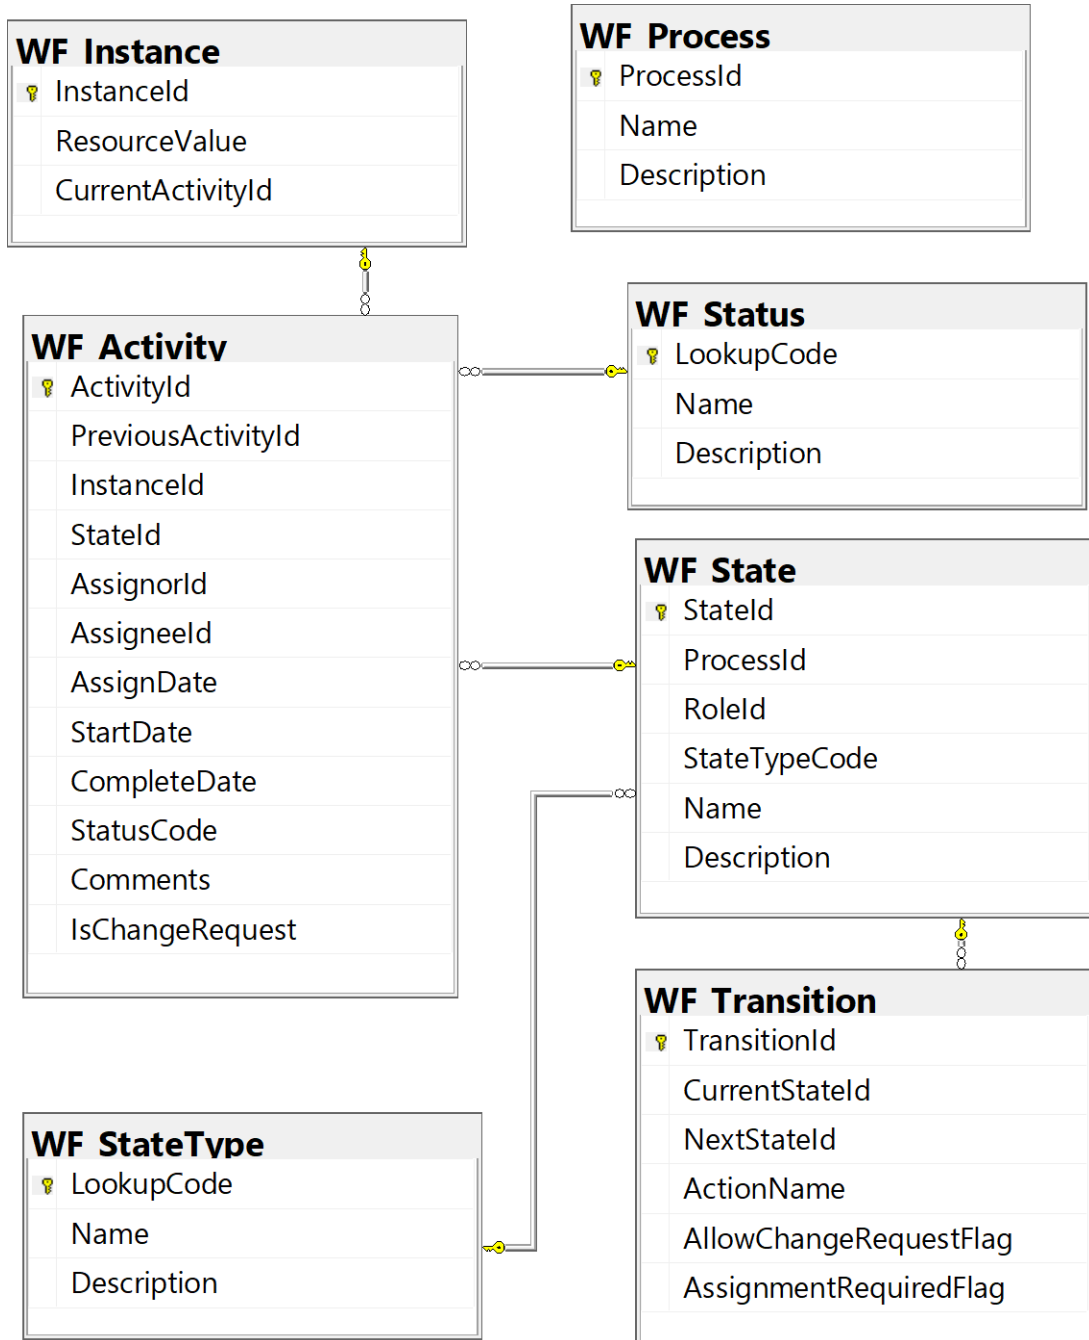 WF_Instance
InstanceId
ResourceValue
CurrentActivityId
WF_Process
ProcessId
Name
Description
WF_Activity
ActivityId
PreviousActivityId
InstanceId
StateId
AssignorId
AssigneeId
AssignDate
StartDate
CompleteDate
StatusCode
Comments
IsChangeRequest
WF_Status
LookupCode
Name
Description
WF_State
StateId
ProcessId
RoleId
StateTypeCode
Name
Description
WF_StateType
LookupCode
Name
Description
WF_Transition
TransitionId
CurrentStateId
NextStateId
ActionName
AllowChangeRequestFlag
AssignmentRequiredFlag